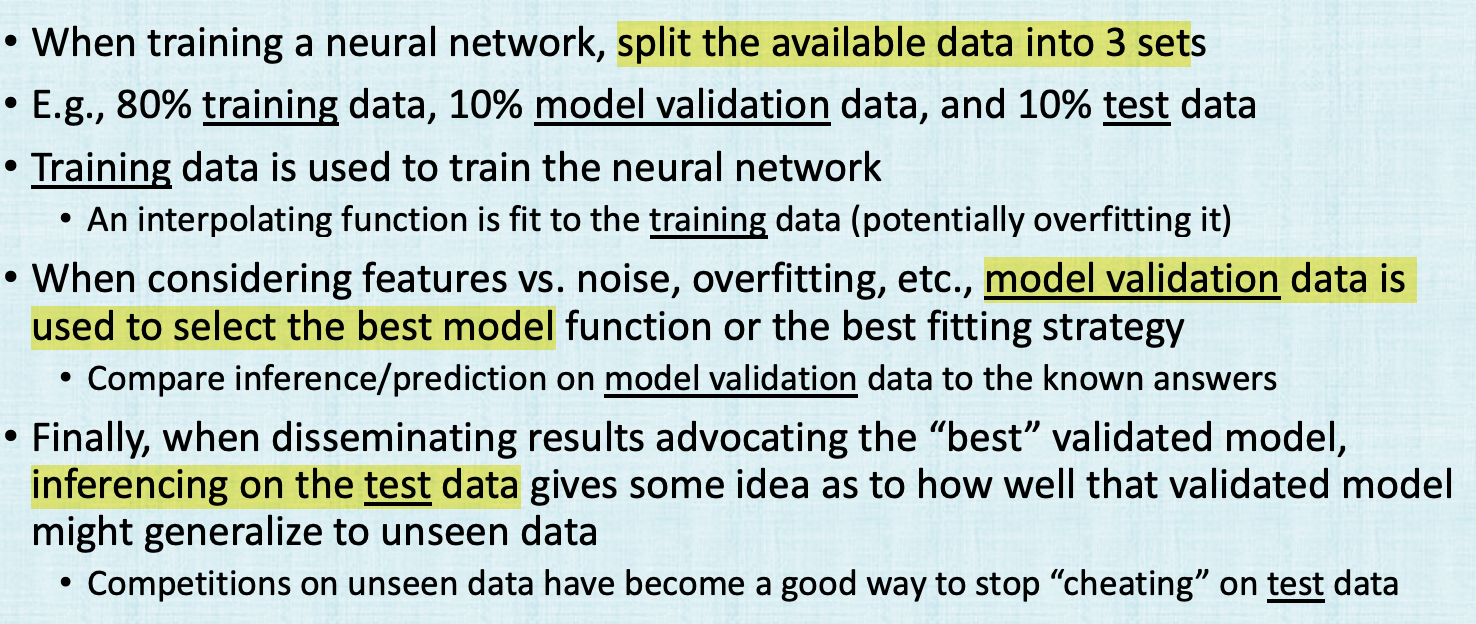 • When training a neural network, split the available data into 3 sets
• E.g., 80% training data, 10% model validation data, and 10% test data
• Training data is used to train the neural network
• An interpolating function is fit to the training data (potentially overfitting it)
• When considering features vs. noise, overfitting, etc., model validation data is
used to select the best model function or the best fitting strategy
• Compare inference/prediction on model validation data to the known answers
• Finally, when disseminating results advocating the “best” validated model,
inferencing on the test data gives some idea as to how well that validated model
might generalize to unseen data
• Competitions on unseen data have become a good way to stop “cheating” on test data